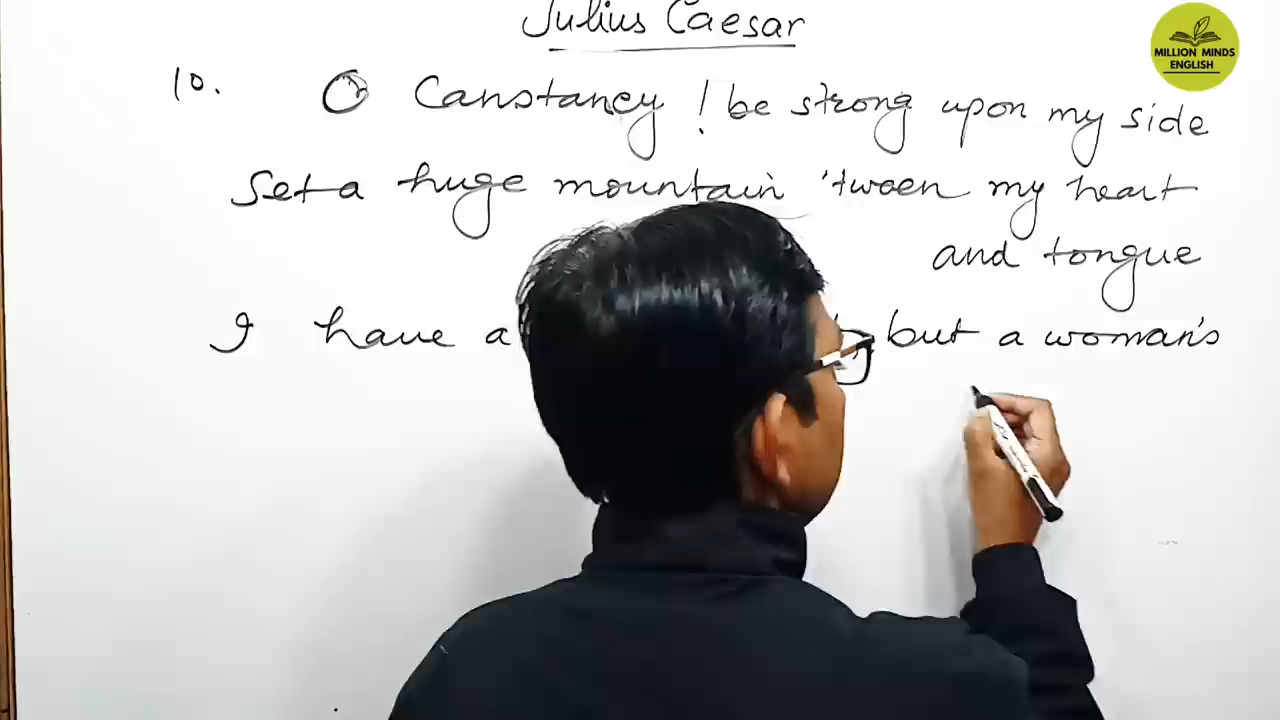 Julius Caesar
10. O Canstancy ! be strong upon my side
Set a huge mountain 'tween my heart
and tongue
I have a but a woman's
MILLION MINDS
ENGLISH